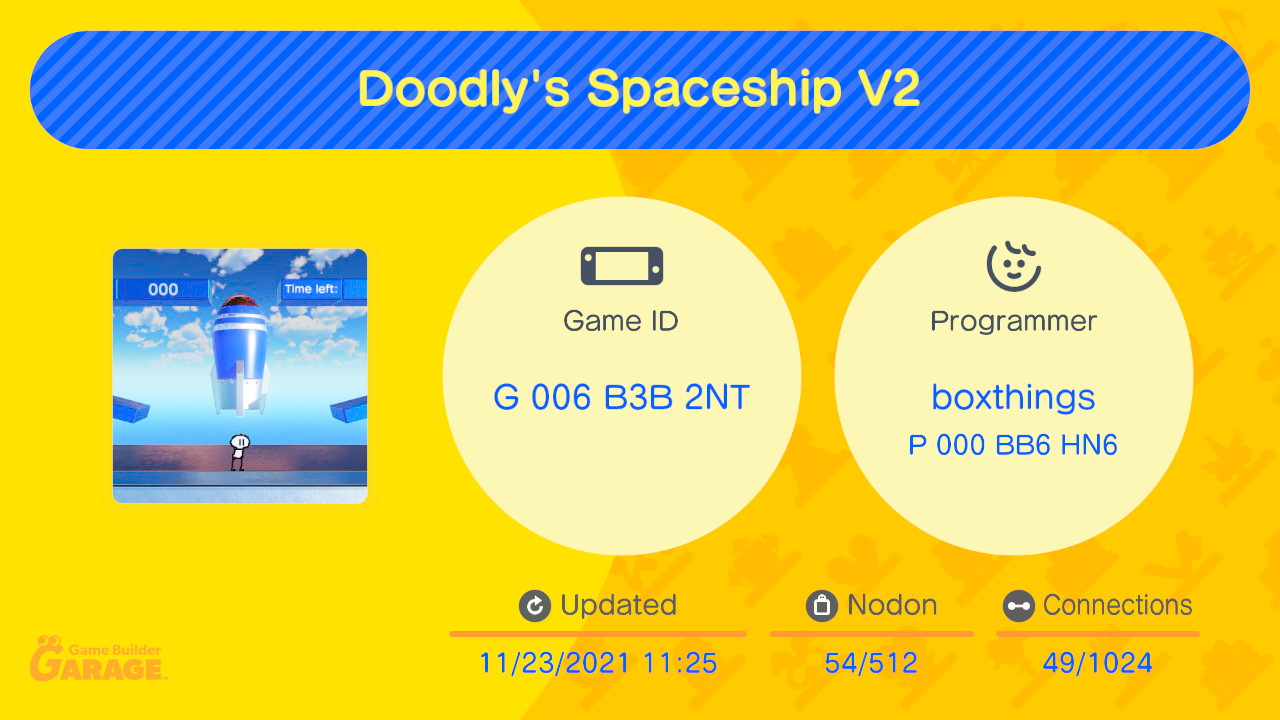 Doodly's Spaceship V2
000
Time left:
Game ID
G 006 B3B 2NT
Programmer
boxthings
P 000 BB6 HN6
Updated
11/23/2021 11:25
Nodon
54/512
Connections
49/1024
Game Builder
GARAGE